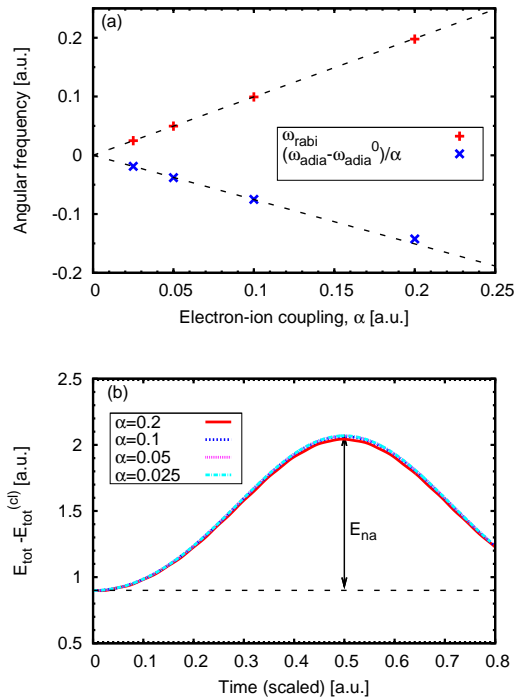 (a)
Angular frequency [a.u.]
0.2
0.1
0
-0.1
-0.2
ω_rabi
(ω_adia-ω_adia^0)/α
0 0.05 0.1 0.15 0.2 0.25
Electron-ion coupling, α [a.u.]
(b)
E_tot -E_tot^(cl) [a.u.]
2.5
2
1.5
1
0.5
α=0.2
α=0.1
α=0.05
α=0.025
E_na
0 0.1 0.2 0.3 0.4 0.5 0.6 0.7 0.8
Time (scaled) [a.u.]